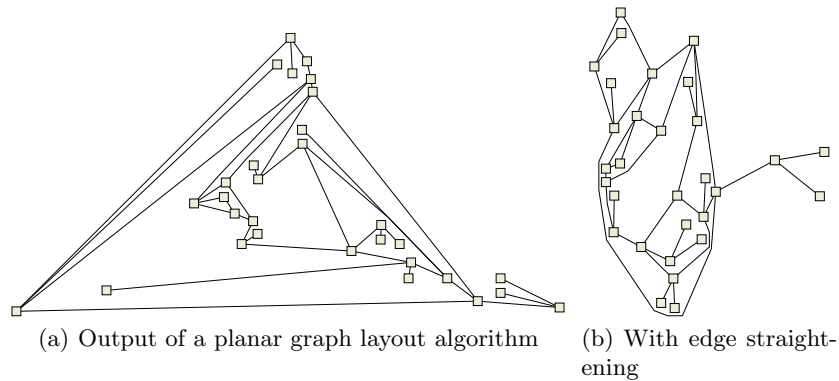 (a) Output of a planar graph layout algorithm
(b) With edge straight-
ening